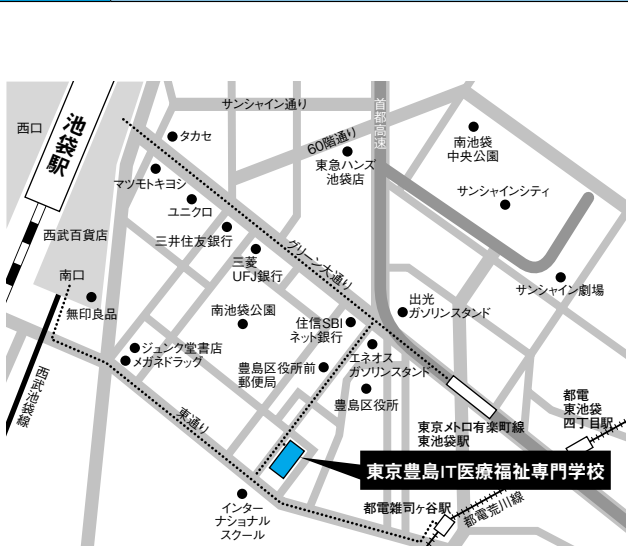 サンシャイン通り
首都高速
西口
池袋駅
タカセ
60階通り
東急ハンズ
池袋店
南池袋
中央公園
マツモトキヨシ
サンシャインシティ
ユニクロ
西武百貨店
三井住友銀行
三菱
UFJ銀行
グリーン大通り
南口
無印良品
サンシャイン劇場
出光
ガソリンスタンド
南池袋公園
住信SBI
ネット銀行
ジュンク堂書店
メガネドラッグ
エネオス
ガソリンスタンド
豊島区役所前
郵便局
西武池袋線
豊島区役所
東通り
東京メトロ有楽町線
東池袋駅
都電
東池袋
四丁目駅
東京豊島IT医療福祉専門学校
インター
ナショナル
スクール
都電雑司ヶ谷駅
都電荒川線